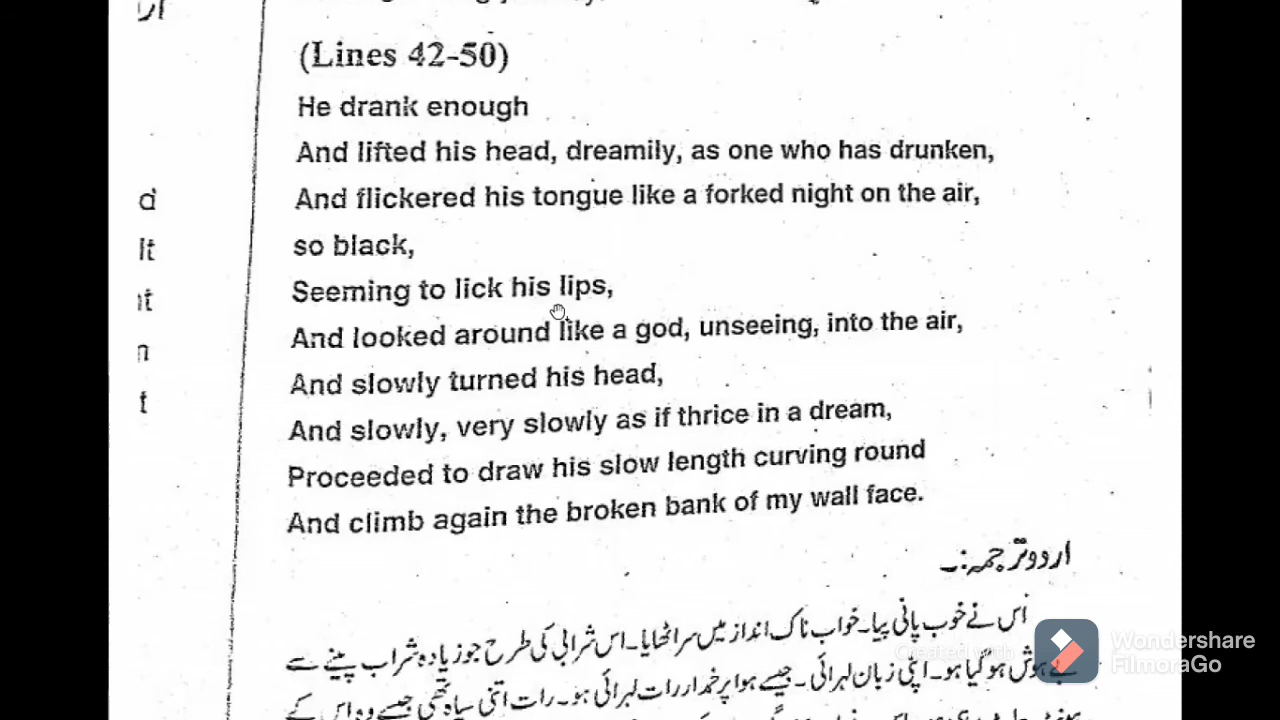 (Lines 42-50)
He drank enough
And lifted his head, dreamily, as one who has drunken,
And flickered his tongue like a forked night on the air,
so black,
Seeming to lick his lips,
And looked around like a god, unseeing, into the air,
And slowly turned his head,
And slowly, very slowly as if thrice in a dream,
Proceeded to draw his slow length curving round
And climb again the broken bank of my wall face.
اردو ترجمہ:۔
اُس نے خوب پانی پیا۔ خواب ناک انداز میں سر اٹھایا۔ اس شرابی کی طرح جو زیادہ شراب پینے سے
بے ہوش ہو گیا ہو۔ اپنی زبان لہرائی۔ جیسے ہوا پر خمدار رات لہرائی ہو۔ رات اتنی سیاہ تھی جیسے وہ اس کے
Created with
Wondershare
FilmoraGo
d
It
n
t